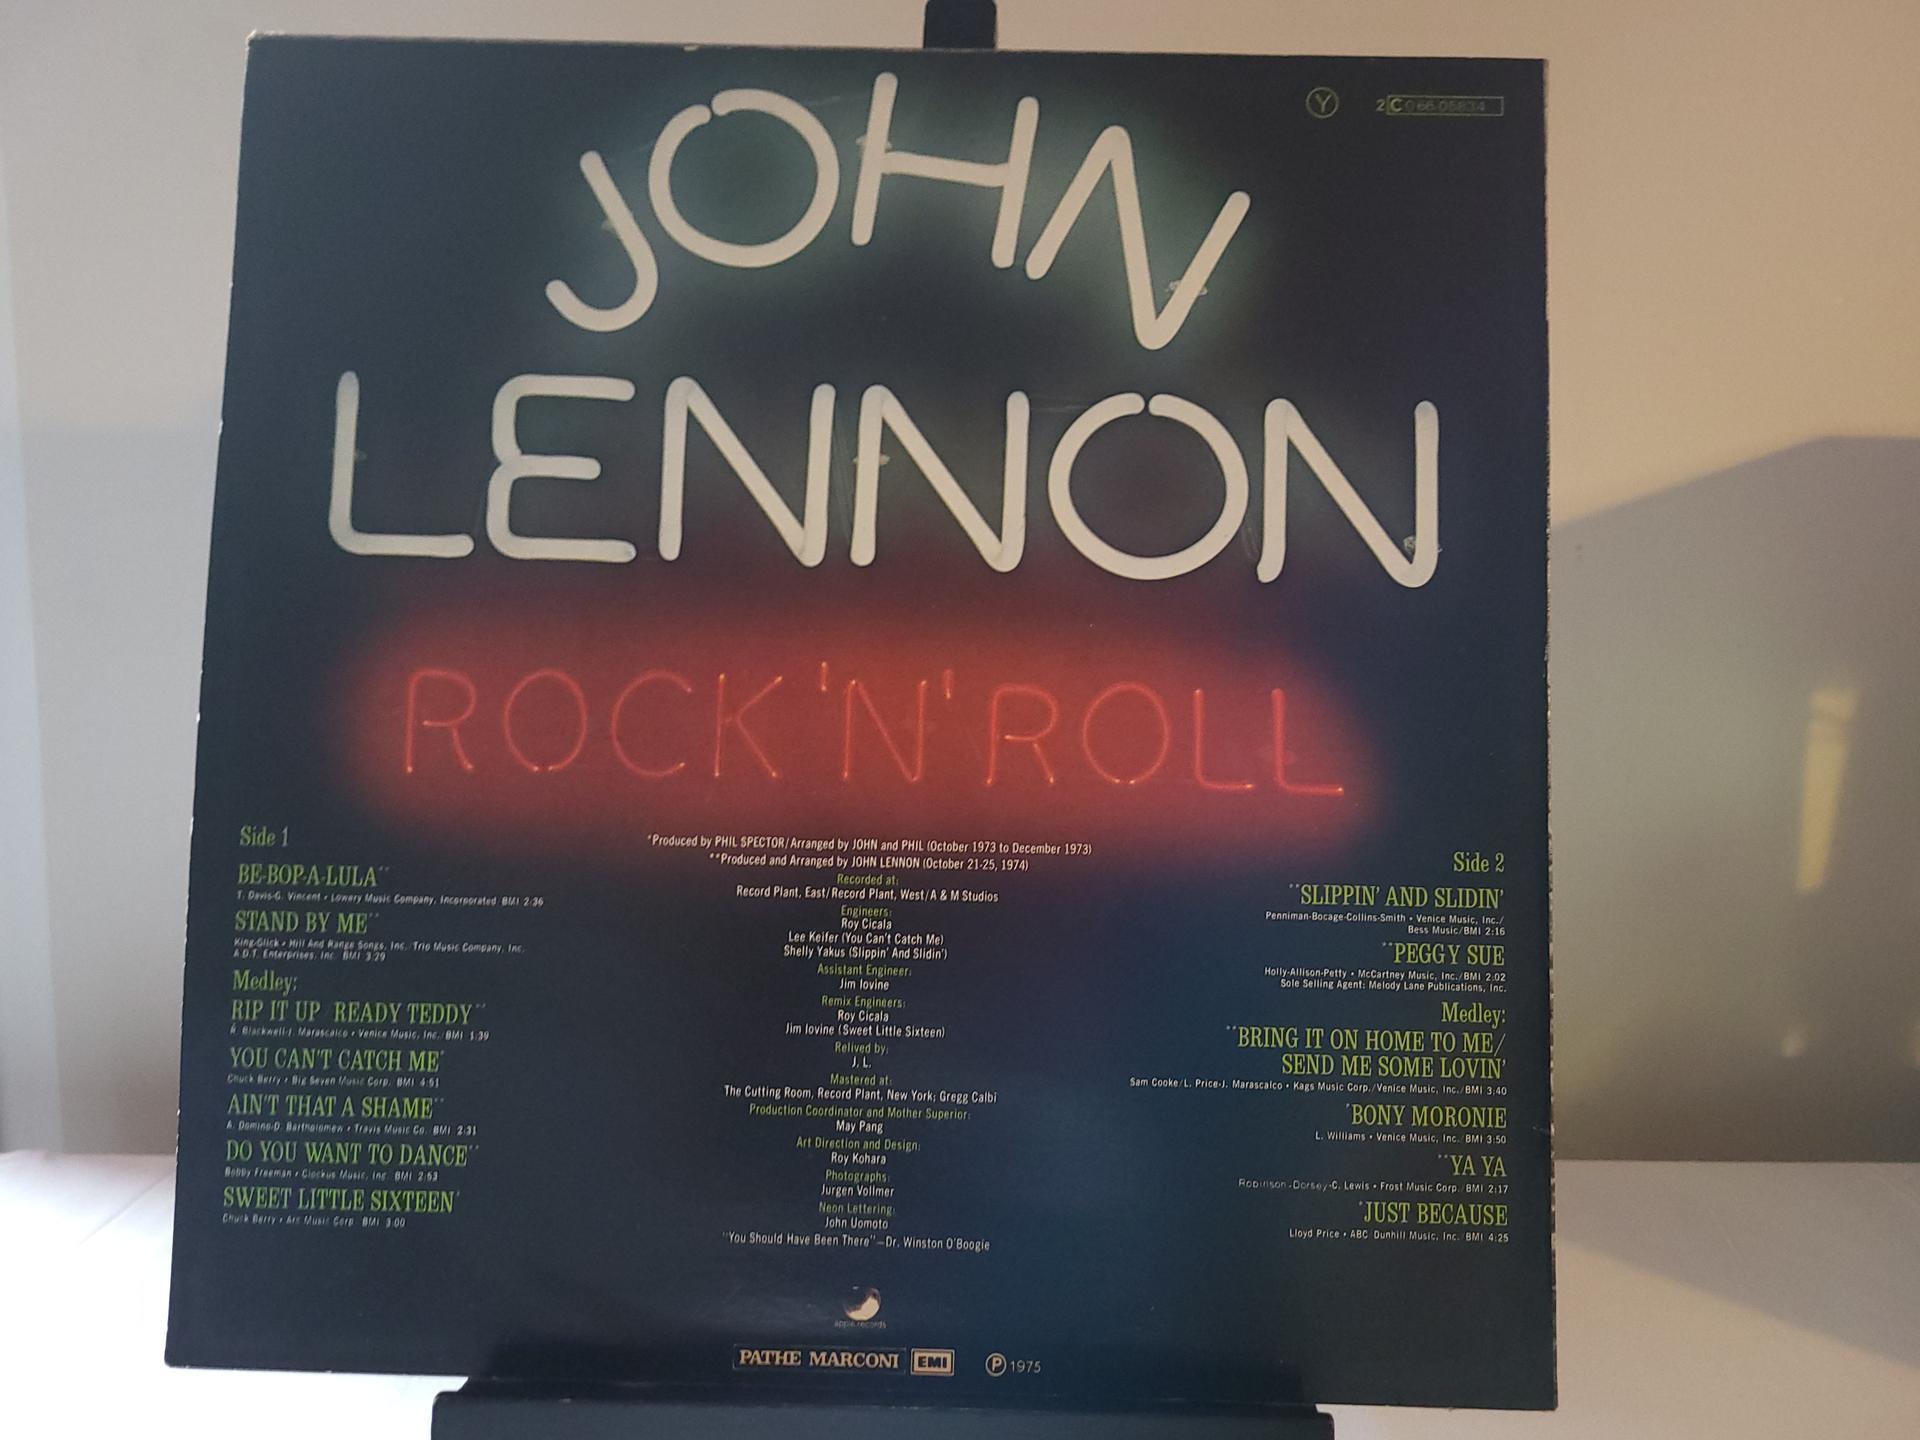 JOHN
LENNON
ROCK 'N' ROLL
Y
2C 066 05834
Side 1
BE-BOP-A-LULA**
T. Davis-G. Vincent • Lowery Music Company, Incorporated/BMI 2:36
STAND BY ME**
King-Glick • Hill And Range Songs, Inc./Trio Music Company, Inc.
A.D.T. Enterprises, Inc./BMI 3:29
Medley:
RIP IT UP/READY TEDDY**
R. Blackwell-J. Marascalco • Venice Music, Inc./BMI 1:39
YOU CAN'T CATCH ME*
Chuck Berry • Big Seven Music Corp./BMI 4:51
AIN'T THAT A SHAME**
A. Domino-D. Bartholomew • Travis Music Co./BMI 2:31
DO YOU WANT TO DANCE**
Bobby Freeman • Clockus Music, Inc./BMI 2:53
SWEET LITTLE SIXTEEN*
Chuck Berry • Arc Music Corp./BMI 3:00
*Produced by PHIL SPECTOR/Arranged by JOHN and PHIL (October 1973 to December 1973)
**Produced and Arranged by JOHN LENNON (October 21-25, 1974)
Recorded at:
Record Plant, East/Record Plant, West/A & M Studios
Engineers:
Roy Cicala
Lee Keifer (You Can't Catch Me)
Shelly Yakus (Slippin' And Slidin')
Assistant Engineer:
Jim Iovine
Remix Engineers:
Roy Cicala
Jim Iovine (Sweet Little Sixteen)
Relived by:
J. L.
Mastered at:
The Cutting Room, Record Plant, New York; Gregg Calbi
Production Coordinator and Mother Superior:
May Pang
Art Direction and Design:
Roy Kohara
Photographs:
Jurgen Vollmer
Neon Lettering:
John Uomoto
"You Should Have Been There"—Dr. Winston O'Boogie
Side 2
**SLIPPIN' AND SLIDIN'
Penniman-Bocage-Collins-Smith • Venice Music, Inc./
Bess Music/BMI 2:16
**PEGGY SUE
Holly-Allison-Petty • McCartney Music, Inc./BMI 2:02
Sole Selling Agent: Melody Lane Publications, Inc.
Medley:
**BRING IT ON HOME TO ME/
SEND ME SOME LOVIN'
Sam Cooke/L. Price-J. Marascalco • Kags Music Corp./Venice Music, Inc./BMI 3:40
*BONY MORONIE
L. Williams • Venice Music, Inc./BMI 3:50
**YA YA
Robinson-Dorsey-C. Lewis • Frost Music Corp./BMI 2:17
*JUST BECAUSE
Lloyd Price • ABC/Dunhill Music, Inc./BMI 4:25
apple records
PATHE MARCONI EMI
℗ 1975